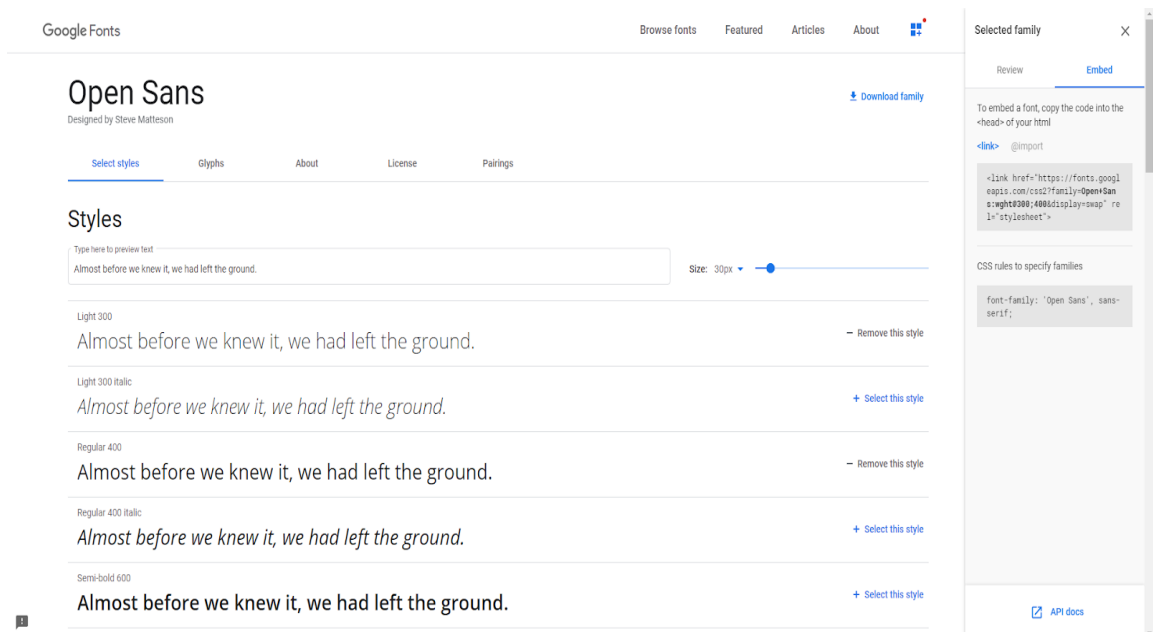 Google Fonts
Browse fonts
Featured
Articles
About
Open Sans
Designed by Steve Matteson
Download family
Select styles
Glyphs
About
License
Pairings
Styles
Type here to preview text
Almost before we knew it, we had left the ground.
Size: 30px
Light 300
Almost before we knew it, we had left the ground.
− Remove this style
Light 300 italic
Almost before we knew it, we had left the ground.
+ Select this style
Regular 400
Almost before we knew it, we had left the ground.
− Remove this style
Regular 400 italic
Almost before we knew it, we had left the ground.
+ Select this style
Semi-bold 600
Almost before we knew it, we had left the ground.
+ Select this style
Selected family
Review
Embed
To embed a font, copy the code into the
<head> of your html
<link>
@import
<link href="https://fonts.googl
eapis.com/css2?family=Open+San
s:wght@300;400&display=swap" re
l="stylesheet">
CSS rules to specify families
font-family: 'Open Sans', sans-
serif;
API docs